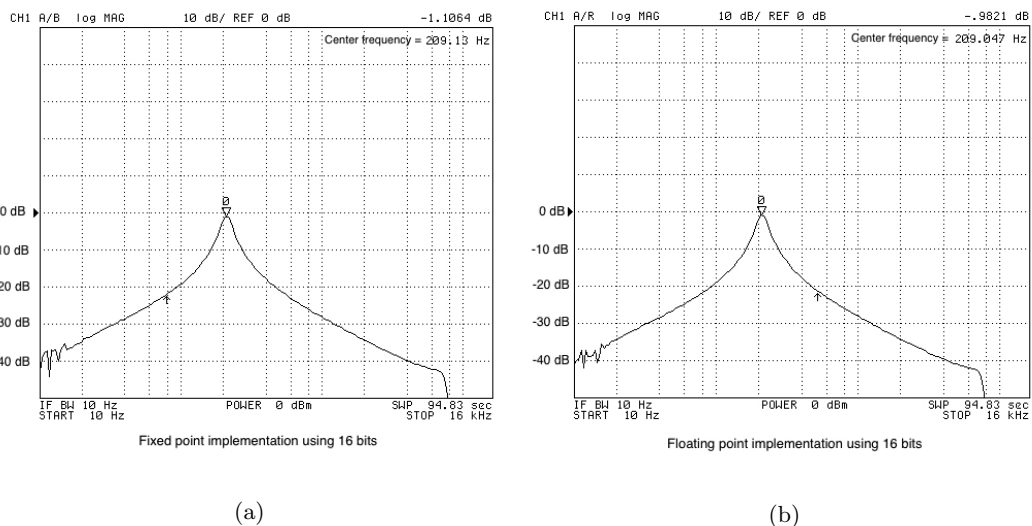 CH1 A/B log MAG 10 dB/ REF 0 dB -1.1064 dB
Center frequency = 209.13 Hz
0
0 dB
10 dB
20 dB
30 dB
40 dB
IF BW 10 Hz POWER 0 dBm SWP 94.83 sec
START 10 Hz STOP 16 kHz
Fixed point implementation using 16 bits
(a)
CH1 A/R log MAG 10 dB/ REF 0 dB -.9821 dB
Center frequency = 209.047 Hz
0
0 dB
-10 dB
-20 dB
-30 dB
-40 dB
IF BW 10 Hz POWER 0 dBm SWP 94.83 sec
START 10 Hz STOP 16 kHz
Floating point implementation using 16 bits
(b)